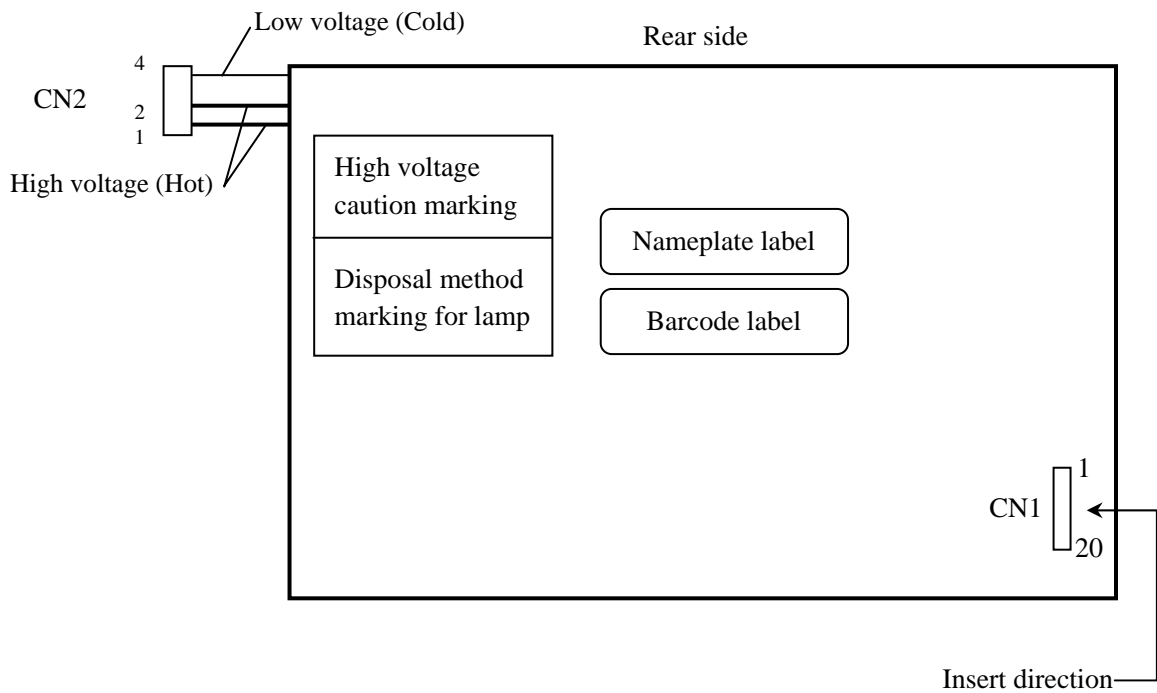 Low voltage (Cold)
Rear side
4
CN2
2
1
High voltage (Hot)
High voltage
caution marking
Disposal method
marking for lamp
Nameplate label
Barcode label
1
CN1
20
Insert direction